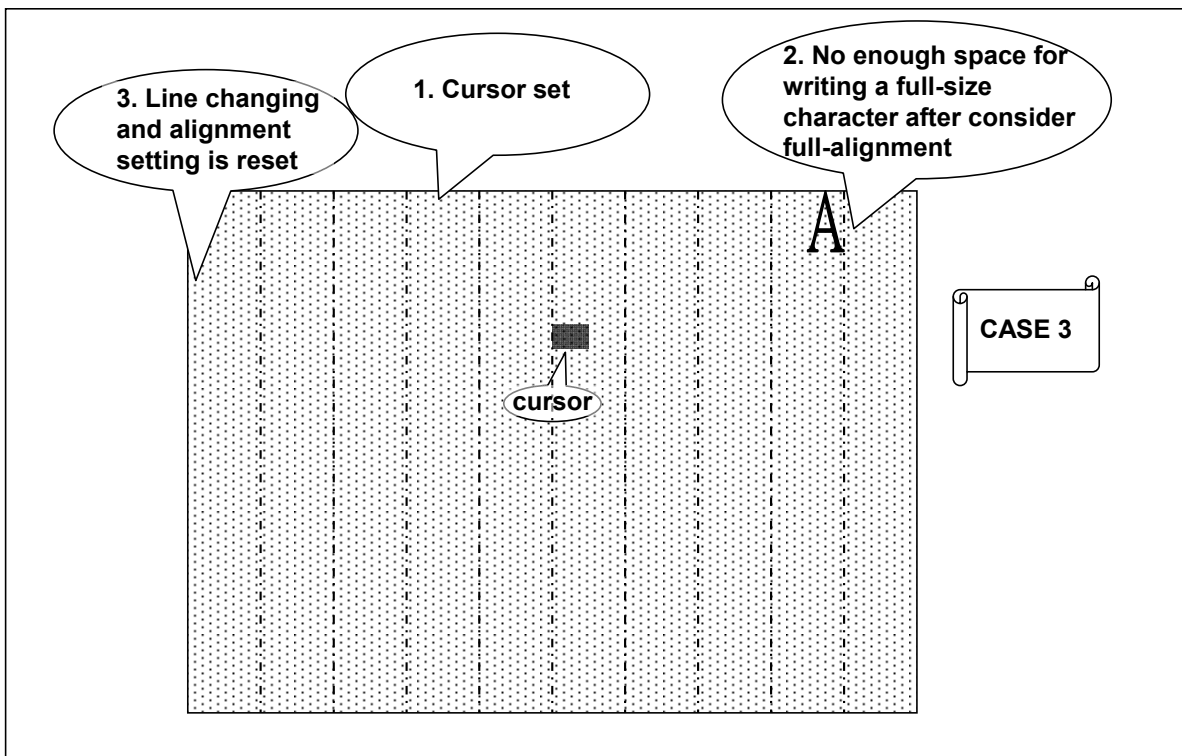 1. Cursor set
2. No enough space for
writing a full-size
character after consider
full-alignment
3. Line changing
and alignment
setting is reset
A
CASE 3
cursor